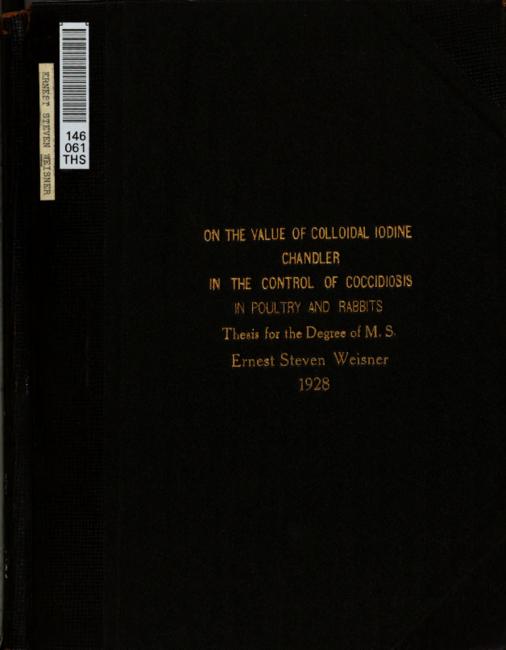 ERNEST STEVEN WEISNER
146
061
THS
ON THE VALUE OF COLLOIDAL IODINE
CHANDLER
IN THE CONTROL OF COCCIDIOSIS
IN POULTRY AND RABBITS
Thesis for the Degree of M. S.
Ernest Steven Weisner
1928